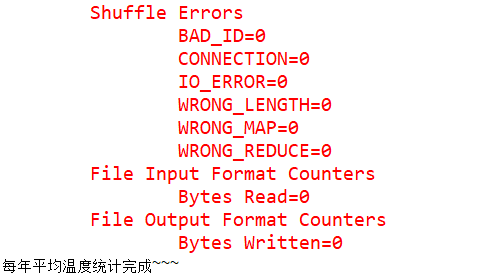 Shuffle Errors
BAD_ID=0
CONNECTION=0
IO_ERROR=0
WRONG_LENGTH=0
WRONG_MAP=0
WRONG_REDUCE=0
File Input Format Counters
Bytes Read=0
File Output Format Counters
Bytes Written=0
每年平均温度统计完成~~~